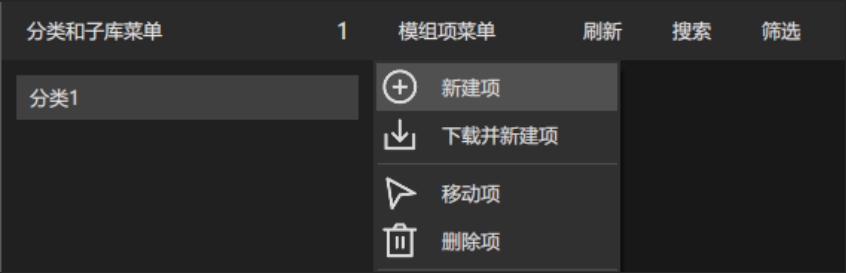 分类和子库菜单 1 模组项菜单 刷新 搜索 筛选
分类1
新建项
下载并新建项
移动项
删除项